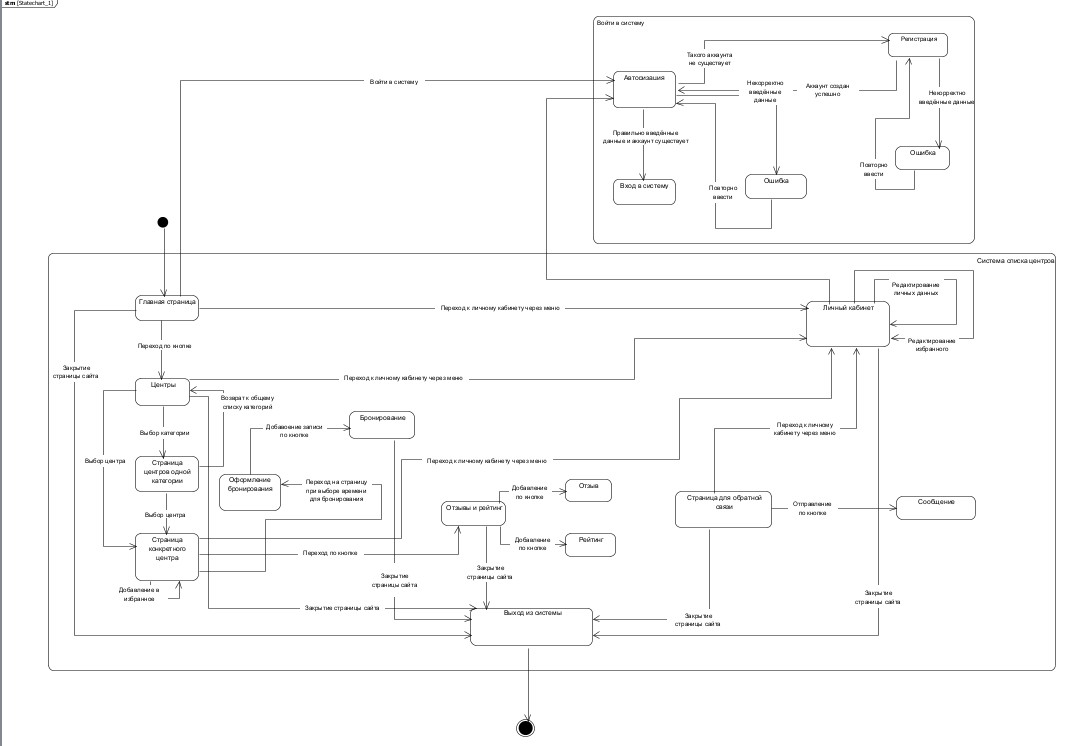 stm [Statechart_1]
Войти в систему
Регистрация
Такого аккаунта
не существует
Авторизация
Войти в систему
Некорректно
введённые
данные
Аккаунт создан
успешно
Некорректно
введённые данные
Правильно введённые
данные и аккаунт существует
Ошибка
Повторно
ввести
Вход в систему
Ошибка
Повторно
ввести
Система списка центров
Редактирование
личных данных
Главная страница
Переход к личному кабинету через меню
Личный кабинет
Переход по кнопке
Редактирование
избранного
Закрытие
страницы сайта
Центры
Переход к личному кабинету через меню
Возврат к общему
списку категорий
Бронирование
Добавление записи
по кнопке
Переход к личному
кабинету через меню
Выбор категории
Выбор центра
Страница
центров одной
категории
Переход к личному кабинету через меню
Оформление
бронирования
Переход на страницу
при выборе времени
для бронирования
Добавление
по кнопке
Отзыв
Страница для обратной
связи
Отправление
по кнопке
Сообщение
Выбор центра
Отзывы и рейтинг
Страница
конкретного
центра
Переход по кнопке
Добавление
по кнопке
Рейтинг
Закрытие
страницы сайта
Закрытие
страницы сайта
Добавление в
избранное
Закрытие
страницы сайта
Закрытие страницы сайта
Выход из системы
Закрытие
страницы сайта